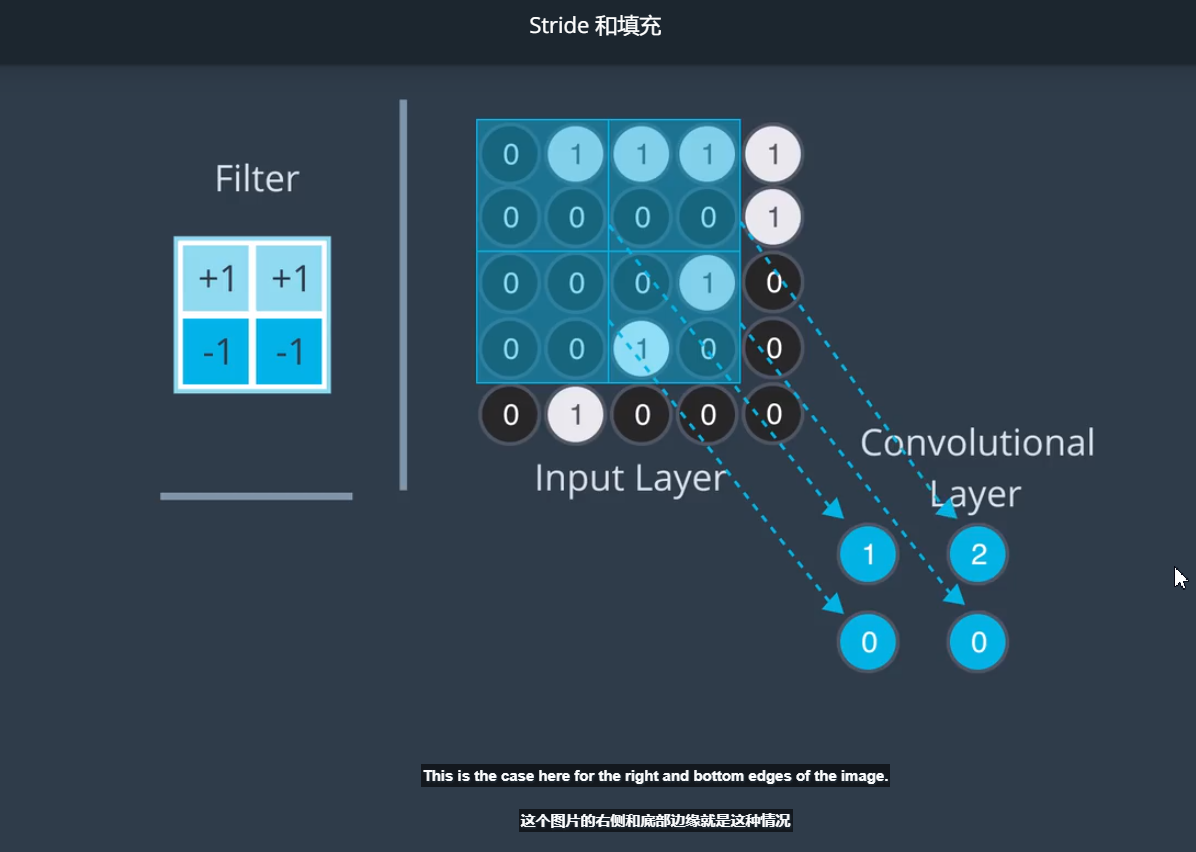 Stride 和填充
Filter
+1 +1
-1 -1
0 1 1 1 1
0 0 0 0 1
0 0 0 1 0
0 0 1 0 0
0 1 0 0 0
Input Layer
Convolutional
Layer
1 2
0 0
This is the case here for the right and bottom edges of the image.
这个图片的右侧和底部边缘就是这种情况